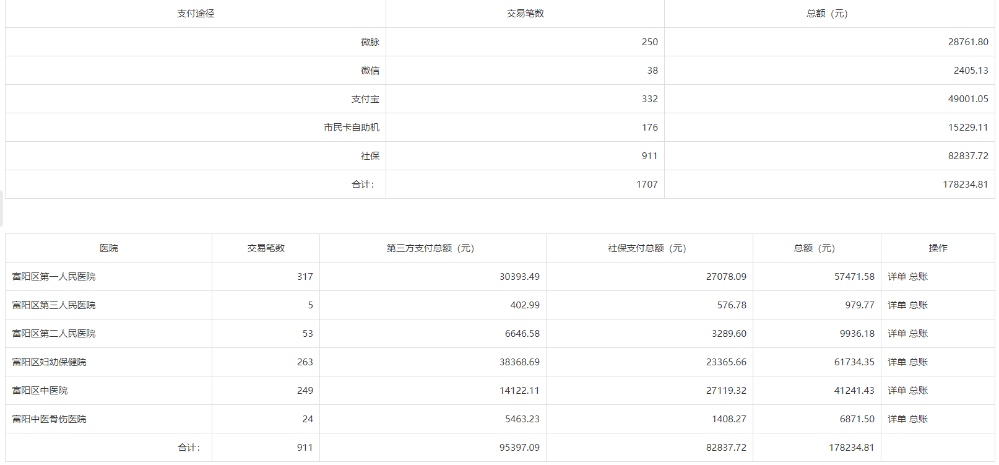 支付途径 交易笔数 总额（元）
微脉 250 28761.80
微信 38 2405.13
支付宝 332 49001.05
市民卡自助机 176 15229.11
社保 911 82837.72
合计： 1707 178234.81
医院 交易笔数 第三方支付总额（元） 社保支付总额（元） 总额（元） 操作
富阳区第一人民医院 317 30393.49 27078.09 57471.58 详单 总账
富阳区第三人民医院 5 402.99 576.78 979.77 详单 总账
富阳区第二人民医院 53 6646.58 3289.60 9936.18 详单 总账
富阳区妇幼保健院 263 38368.69 23365.66 61734.35 详单 总账
富阳区中医院 249 14122.11 27119.32 41241.43 详单 总账
富阳中医骨伤医院 24 5463.23 1408.27 6871.50 详单 总账
合计： 911 95397.09 82837.72 178234.81